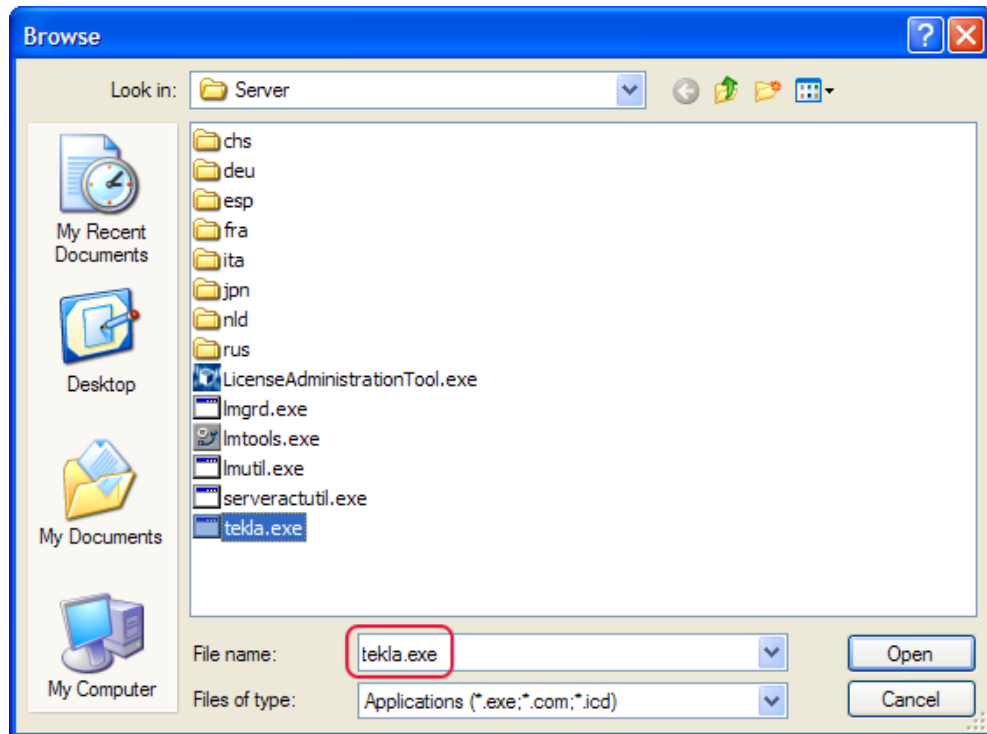 Browse
Look in: Server
chs
deu
esp
fra
ita
jpn
nld
rus
LicenseAdministrationTool.exe
lmgrd.exe
lmtools.exe
lmutil.exe
serveractutil.exe
tekla.exe
My Recent
Documents
Desktop
My Documents
My Computer
File name: tekla.exe Open
Files of type: Applications (*.exe;*.com;*.icd) Cancel